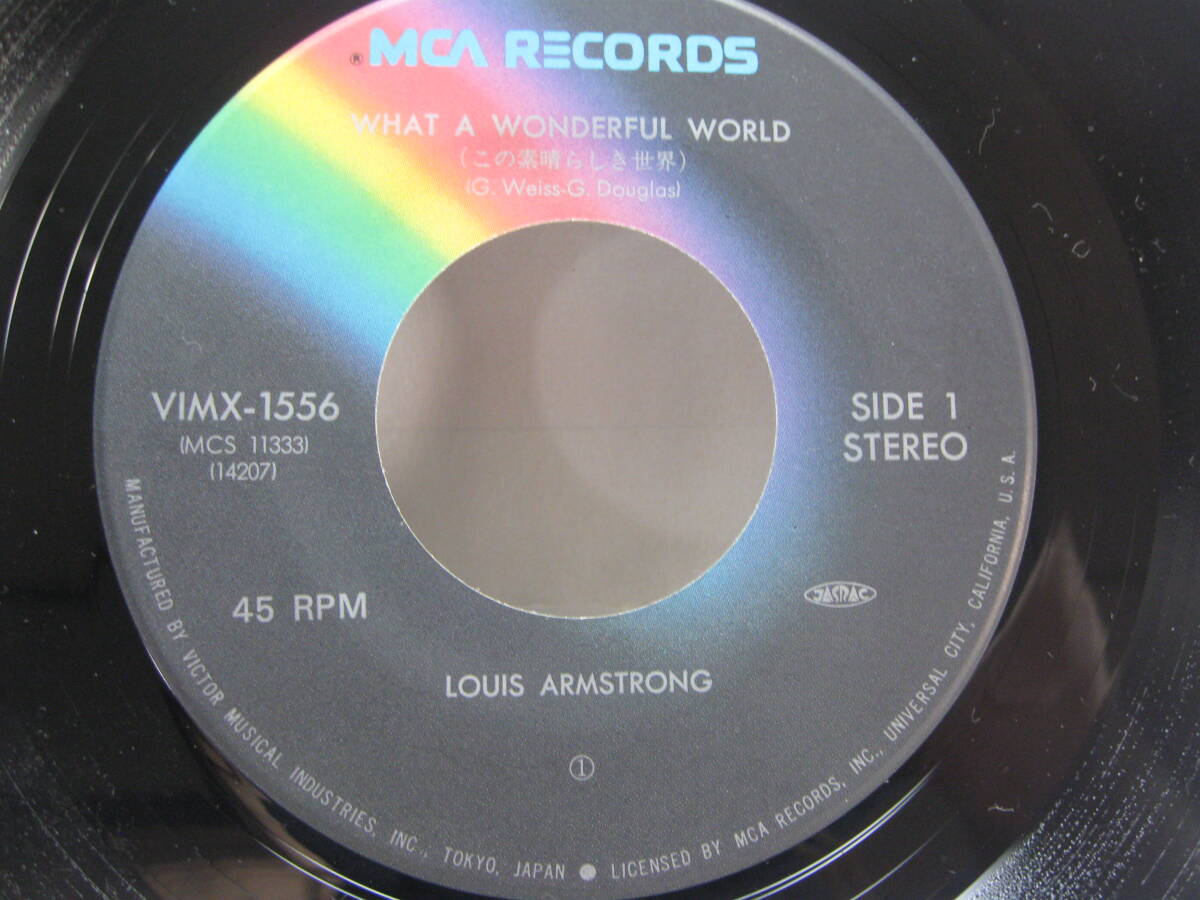 ® MCA RECORDS
WHAT A WONDERFUL WORLD
(この素晴らしき世界)
(G. Weiss-G. Douglas)
VIMX-1556
(MCS 11333)
(14207)
SIDE 1
STEREO
45 RPM
JASRAC
LOUIS ARMSTRONG
①
MANUFACTURED BY VICTOR MUSICAL INDUSTRIES, INC., TOKYO, JAPAN ● LICENSED BY MCA RECORDS, INC., UNIVERSAL CITY, CALIFORNIA, U.S.A.